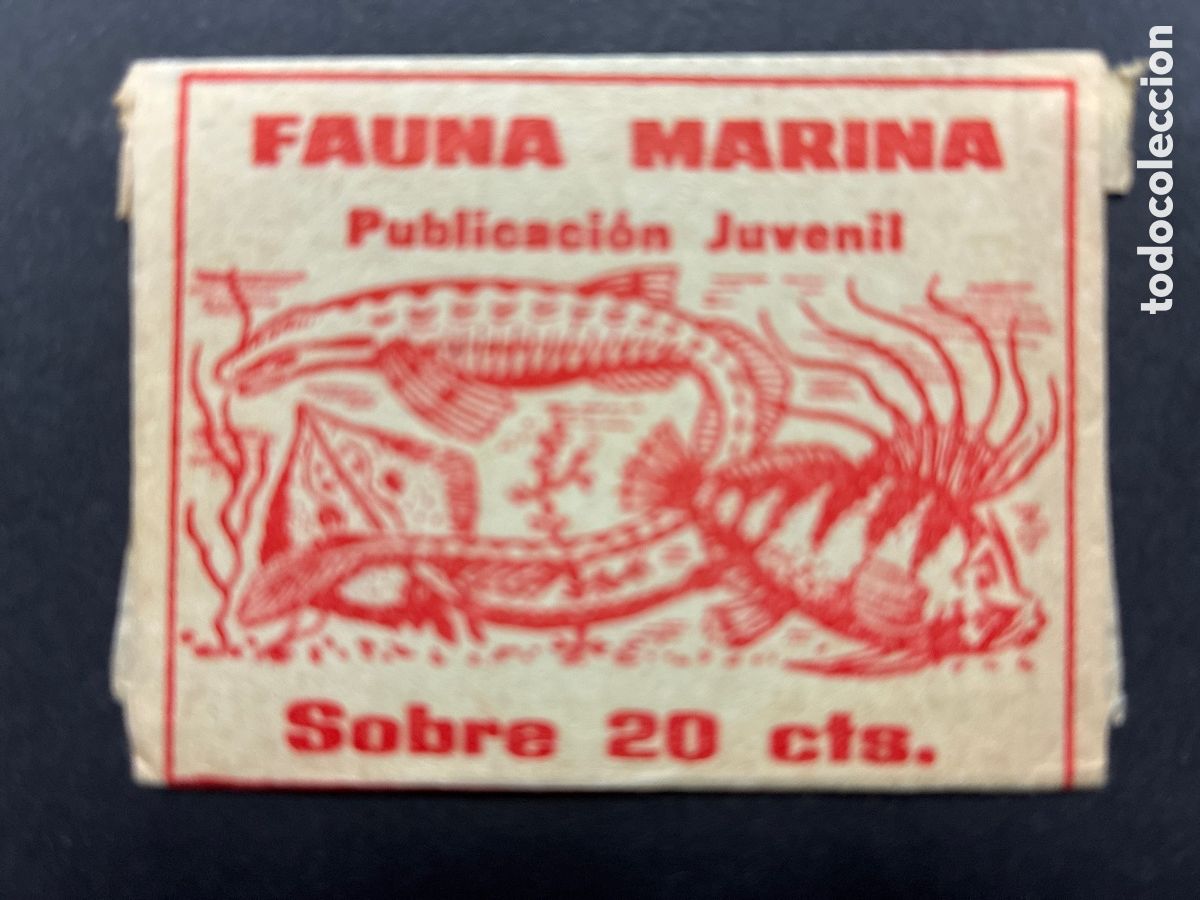 FAUNA MARINA
Publicación Juvenil
Sobre 20 cts.
todocoleccion